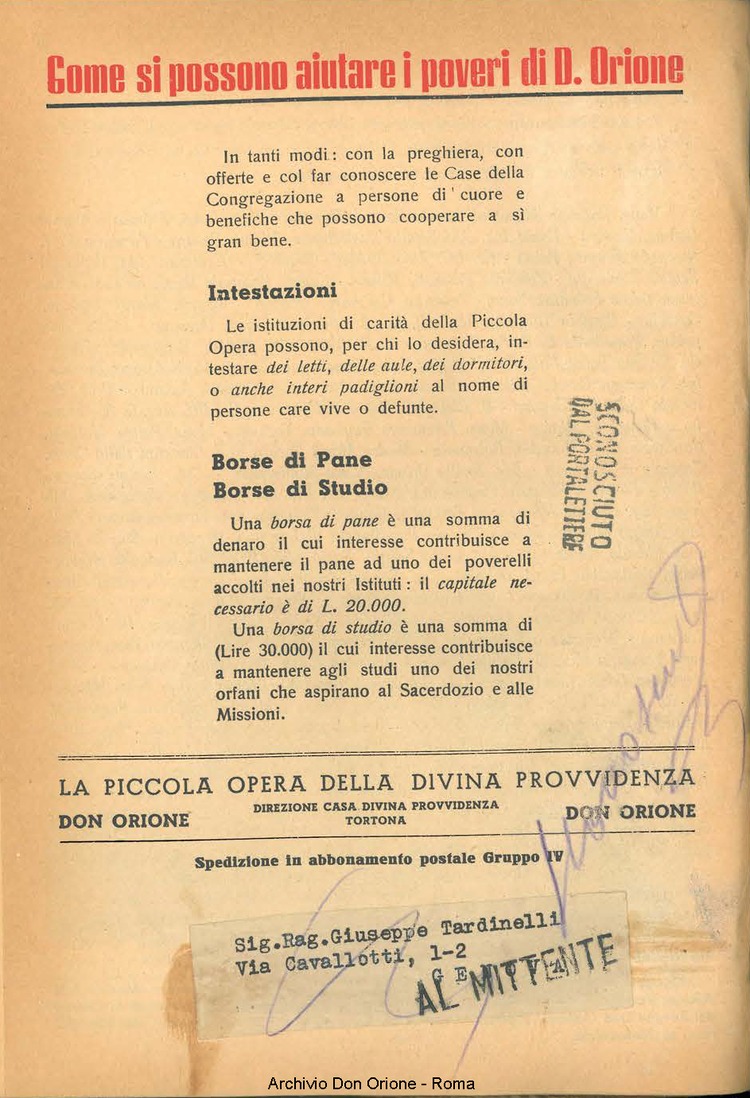 Come si possono aiutare i poveri di D. Orione
In tanti modi : con la preghiera, con
offerte e col far conoscere le Case della
Congregazione a persone di ' cuore e
benefiche che possono cooperare a sì
gran bene.
Intestazioni
Le istituzioni di carità della Piccola
Opera possono, per chi lo desidera, in-
testare dei letti, delle aule, dei dormitori,
o anche interi padiglioni al nome di
persone care vive o defunte.
SCONOSCIUTO
DAL PORTALETTERE
Borse di Pane
Borse di Studio
Una borsa di pane è una somma di
denaro il cui interesse contribuisce a
mantenere il pane ad uno dei poverelli
accolti nei nostri Istituti : il capitale ne-
cessario è di L. 20.000.
Una borsa di studio è una somma di
(Lire 30.000) il cui interesse contribuisce
a mantenere agli studi uno dei nostri
orfani che aspirano al Sacerdozio e alle
Missioni.
LA PICCOLA OPERA DELLA DIVINA PROVVIDENZA
DON ORIONE
DIREZIONE CASA DIVINA PROVVIDENZA
TORTONA
DON ORIONE
Spedizione in abbonamento postale Gruppo IV
Sig.Rag.Giuseppe Tardinelli
Via Cavallotti, 1-2
G E N O V A
AL MITTENTE
Archivio Don Orione - Roma